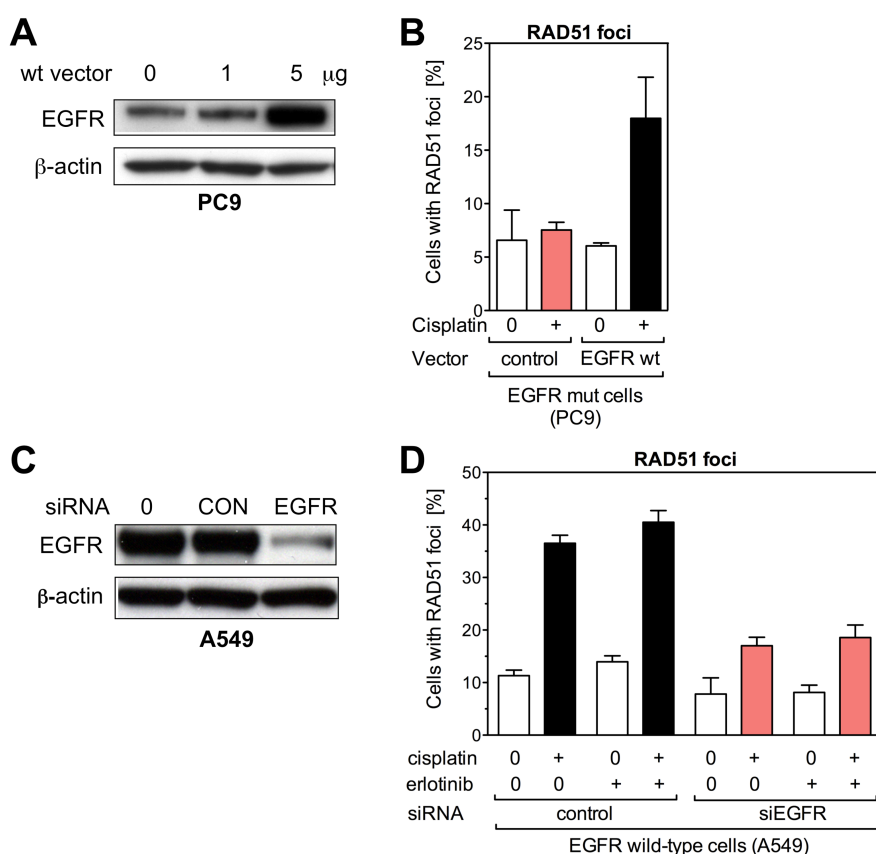 A
wt vector 0 1 5 μg
EGFR
β-actin
PC9
B
RAD51 foci
Cells with RAD51 foci [%]
25
20
15
10
5
0
Cisplatin 0 + 0 +
Vector control EGFR wt
EGFR mut cells
(PC9)
C
siRNA 0 CON EGFR
EGFR
β-actin
A549
D
RAD51 foci
Cells with RAD51 foci [%]
50
40
30
20
10
0
cisplatin 0 + 0 + 0 + 0 +
erlotinib 0 0 + + 0 0 + +
siRNA control siEGFR
EGFR wild-type cells (A549)